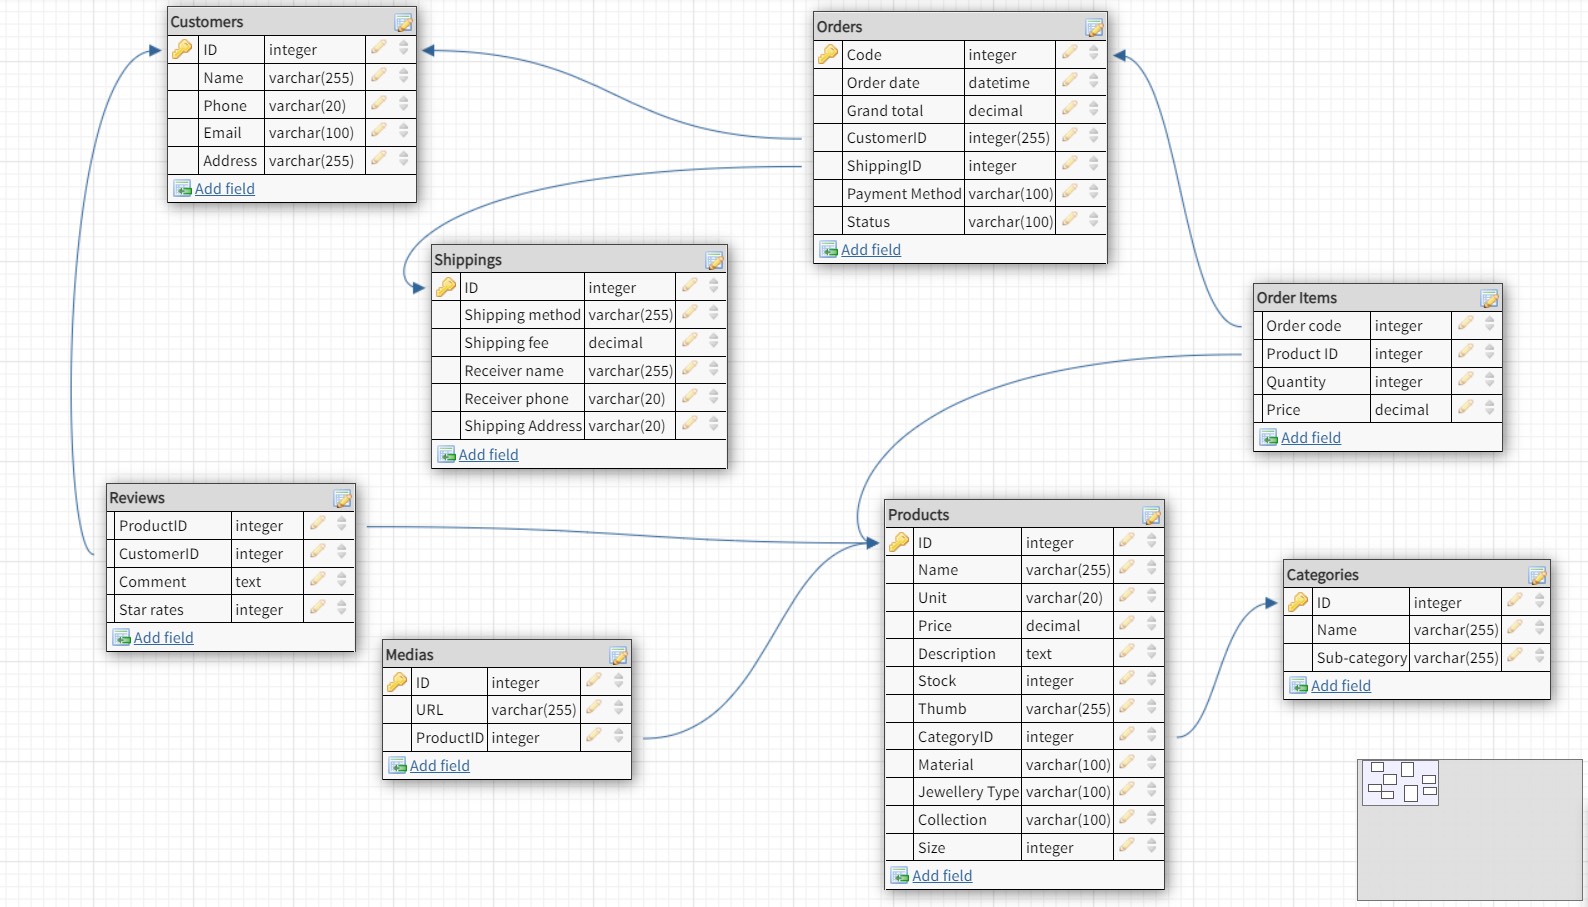 Customers
ID integer
Name varchar(255)
Phone varchar(20)
Email varchar(100)
Address varchar(255)
Add field
Orders
Code integer
Order date datetime
Grand total decimal
CustomerID integer(255)
ShippingID integer
Payment Method varchar(100)
Status varchar(100)
Add field
Shippings
ID integer
Shipping method varchar(255)
Shipping fee decimal
Receiver name varchar(255)
Receiver phone varchar(20)
Shipping Address varchar(20)
Add field
Order Items
Order code integer
Product ID integer
Quantity integer
Price decimal
Add field
Reviews
ProductID integer
CustomerID integer
Comment text
Star rates integer
Add field
Medias
ID integer
URL varchar(255)
ProductID integer
Add field
Products
ID integer
Name varchar(255)
Unit varchar(20)
Price decimal
Description text
Stock integer
Thumb varchar(255)
CategoryID integer
Material varchar(100)
Jewellery Type varchar(100)
Collection varchar(100)
Size integer
Add field
Categories
ID integer
Name varchar(255)
Sub-category varchar(255)
Add field